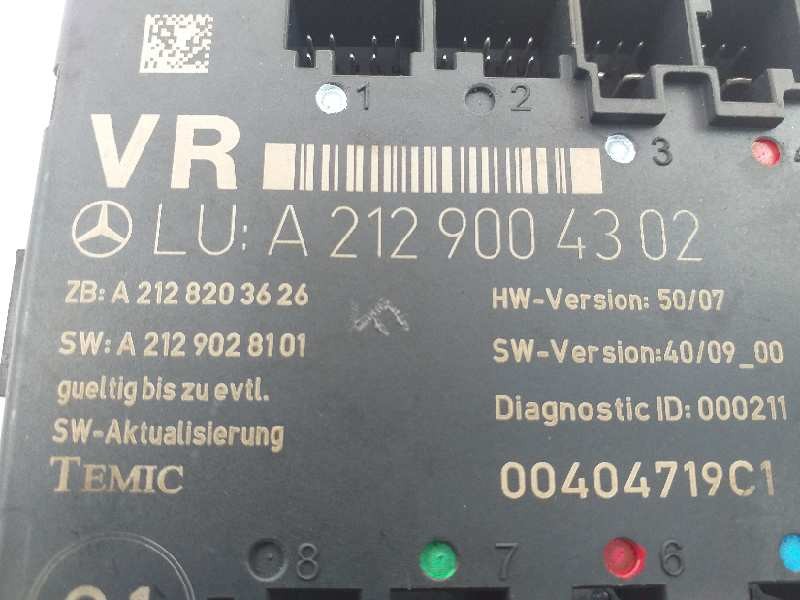 1 2
3 4
VR
LU: A 212 900 43 02
ZB: A 212 820 36 26
HW-Version: 50/07
SW: A 212 902 81 01
SW-Version:40/09_00
gueltig bis zu evtl.
Diagnostic ID: 000211
SW-Aktualisierung
TEMIC
00404719C1
8 7 6